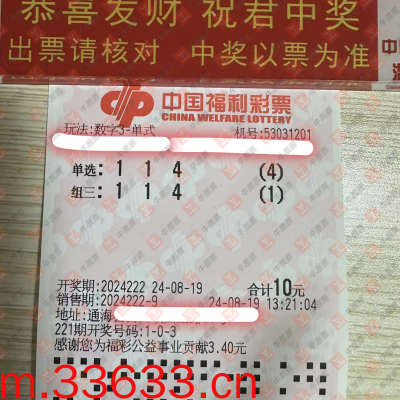 恭喜发财 祝君中奖
出票请核对 中奖以票为准
中国福利彩票
CHINA WELFARE LOTTERY
玩法:数字3-单式 机号:53031201
单选: 1 1 4 (4)
组三: 1 1 4 (1)
开奖期:2024222 24-08-19 合计10元
销售期:2024222-9 24-08-19 13:21:04
地址:通海
221期开奖号码:1-0-3
感谢您为福彩公益事业贡献3.40元
m.33633.cn